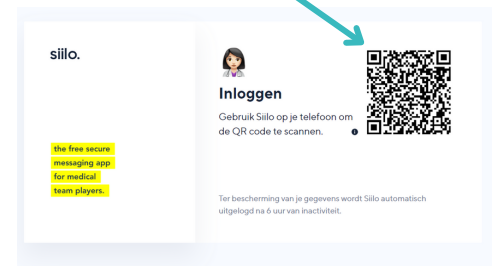 siilo.
the free secure
messaging app
for medical
team players.
Inloggen
Gebruik Siilo op je telefoon om
de QR code te scannen.
Ter bescherming van je gegevens wordt Siilo automatisch
uitgelogd na 6 uur van inactiviteit.